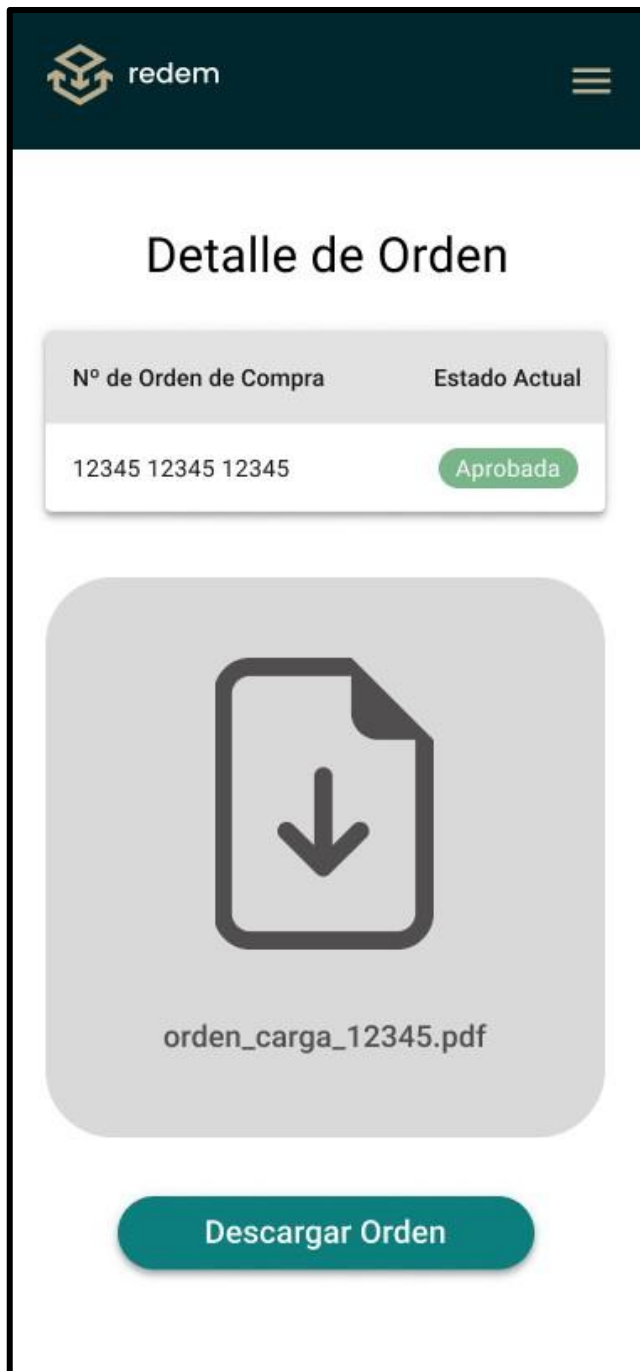 redem
Detalle de Orden
Nº de Orden de Compra Estado Actual
12345 12345 12345 Aprobada
orden_carga_12345.pdf
Descargar Orden